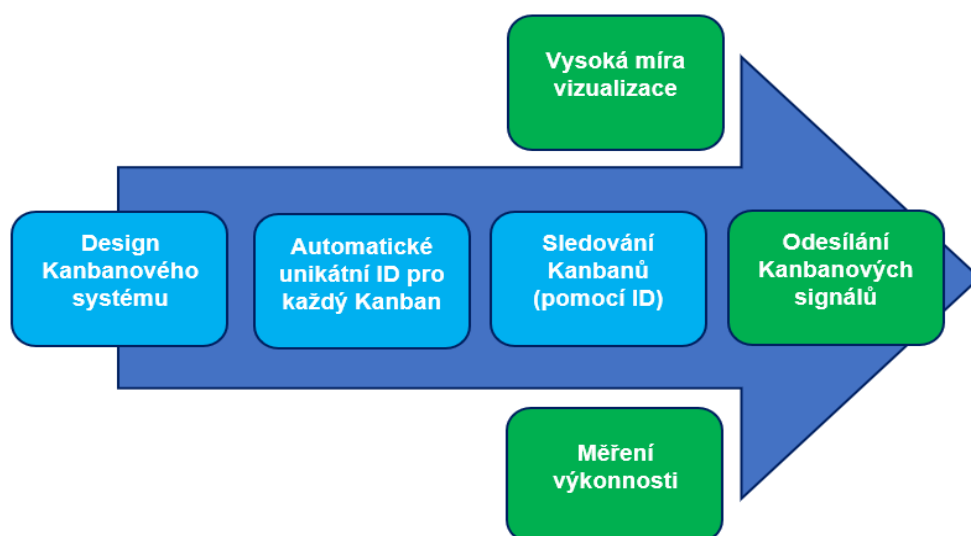 Vysoká míra
vizualizace
Design
Kanbanového
systému
Automatické
unikátní ID pro
každý Kanban
Sledování
Kanbanů
(pomocí ID)
Odesílání
Kanbanových
signálů
Měření
výkonnosti